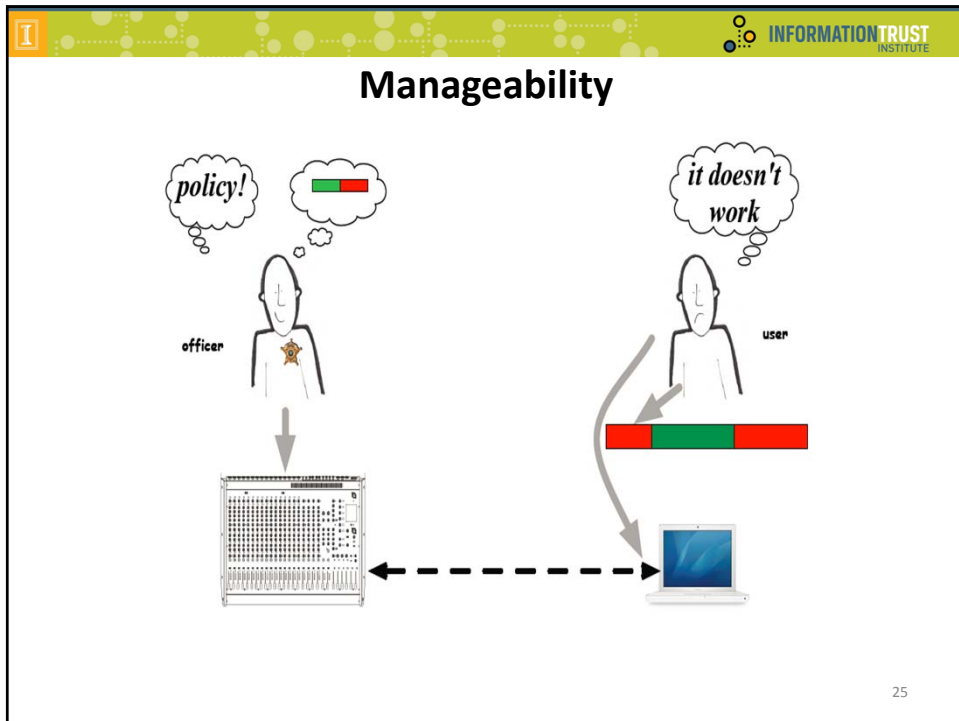 I
INFORMATIONTRUST
INSTITUTE
Manageability
policy!
it doesn't
work
officer
user
25